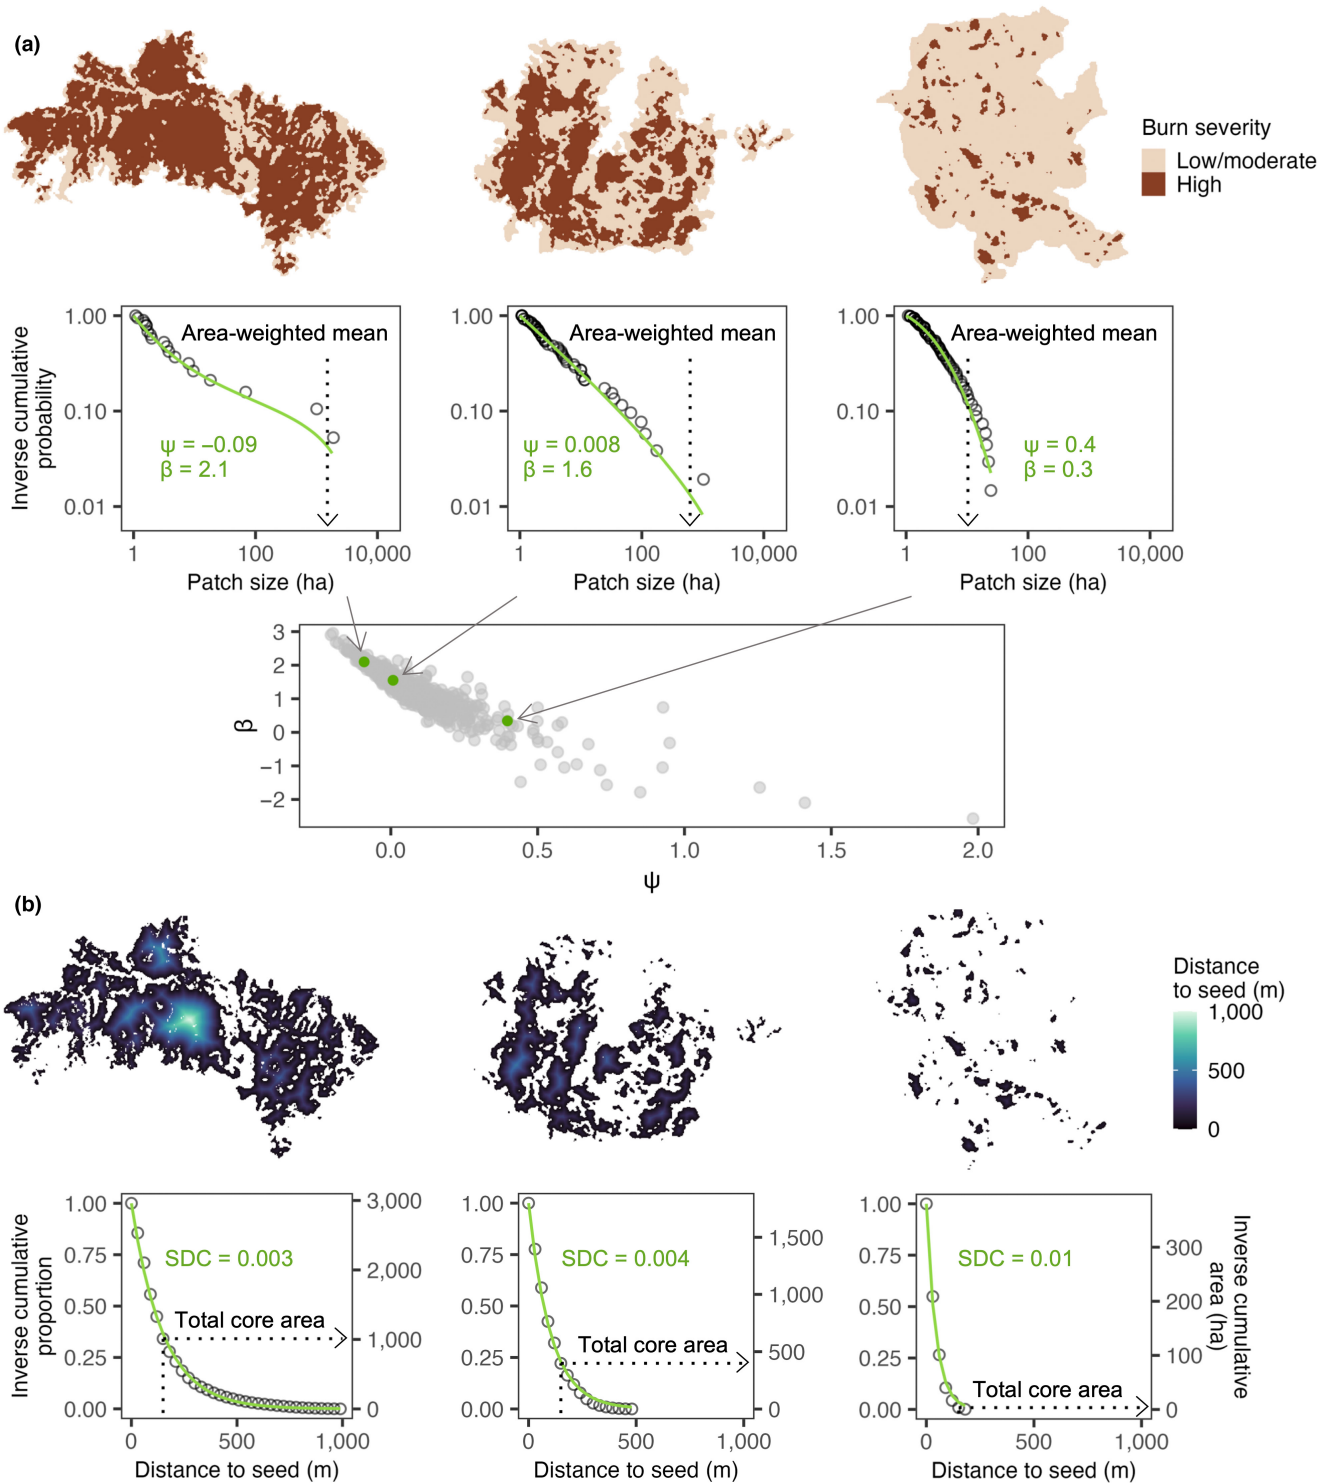 (a)
Burn severity
Low/moderate
High
Inverse cumulative
probability
1.00
0.10
0.01
Area-weighted mean
ψ = −0.09
β = 2.1
1
100
10,000
Patch size (ha)
1.00
0.10
0.01
Area-weighted mean
ψ = 0.008
β = 1.6
1
100
10,000
Patch size (ha)
1.00
0.10
0.01
Area-weighted mean
ψ = 0.4
β = 0.3
1
100
10,000
Patch size (ha)
β
3
2
1
0
−1
−2
0.0
0.5
1.0
1.5
2.0
ψ
(b)
Distance
to seed (m)
1,000
500
0
Inverse cumulative
proportion
1.00
0.75
0.50
0.25
0.00
SDC = 0.003
Total core area
3,000
2,000
1,000
0
0
500
1,000
Distance to seed (m)
1.00
0.75
0.50
0.25
0.00
SDC = 0.004
Total core area
1,500
1,000
500
0
0
500
1,000
Distance to seed (m)
1.00
0.75
0.50
0.25
0.00
SDC = 0.01
Total core area
300
200
100
0
Inverse cumulative
area (ha)
0
500
1,000
Distance to seed (m)